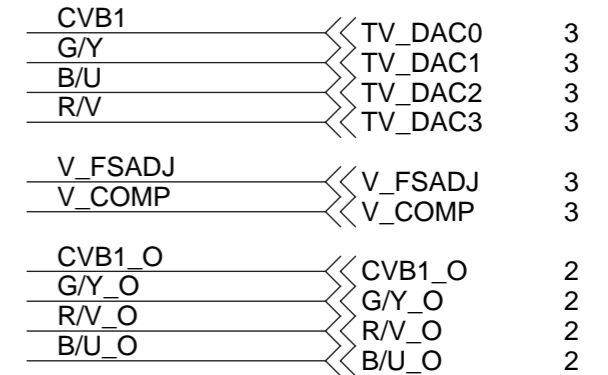 CVB1 TV_DAC0 3
G/Y TV_DAC1 3
B/U TV_DAC2 3
R/V TV_DAC3 3
V_FSADJ V_FSADJ 3
V_COMP V_COMP 3
CVB1_O CVB1_O 2
G/Y_O G/Y_O 2
R/V_O R/V_O 2
B/U_O B/U_O 2